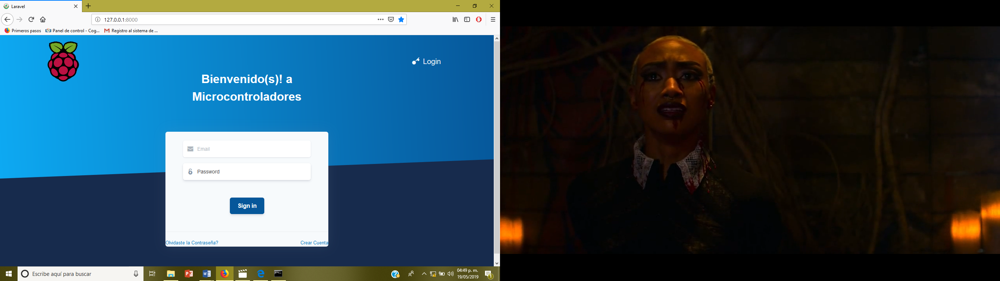 Laravel
127.0.0.1:8000
Primeros pasos
Panel de control - Cog...
Registro al sistema de ...
Login
Bienvenido(s)! a
Microcontroladores
Email
Password
Sign in
Olvidaste la Contraseña?
Crear Cuenta
Escribe aquí para buscar
04:49 p. m.
19/05/2019
1